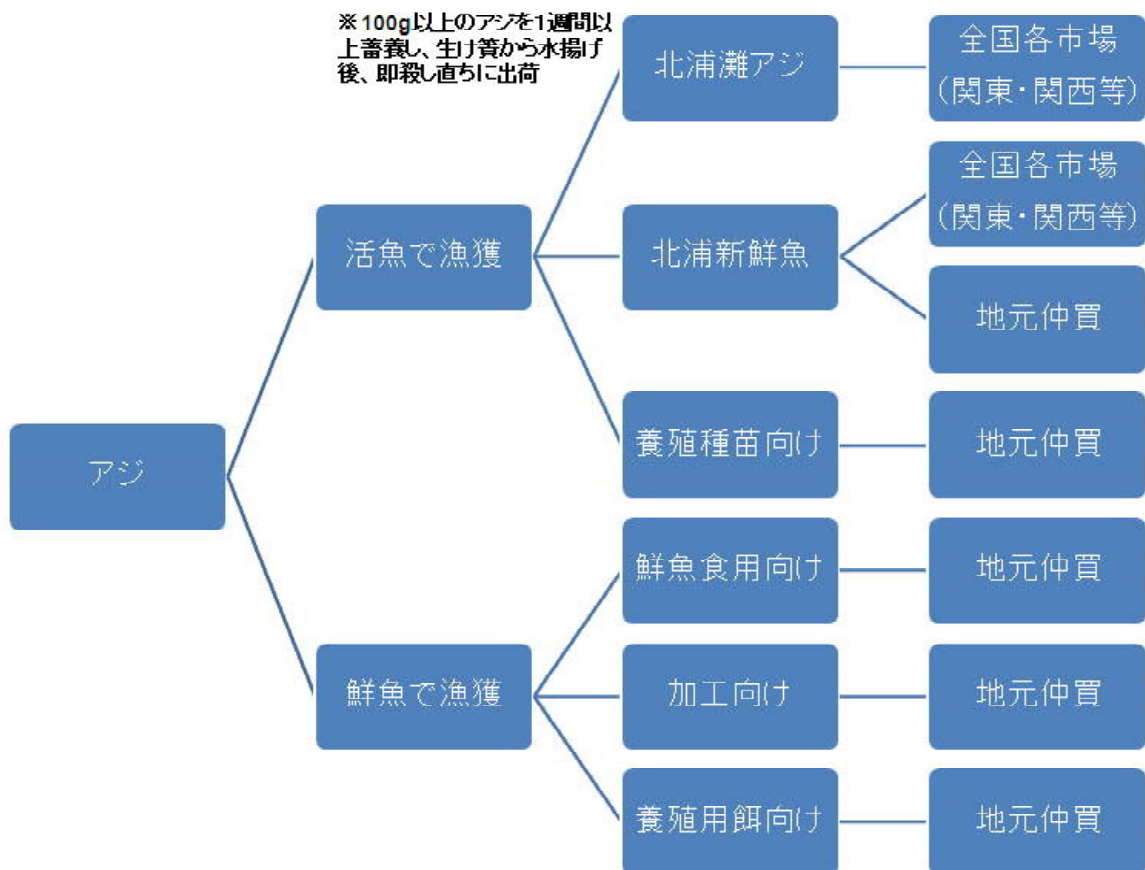 ※100g以上のアジを1週間以
上蓄養し、生け簀から水揚げ
後、即殺し直ちに出荷
北浦灘アジ
全国各市場
(関東・関西等)
全国各市場
(関東・関西等)
活魚で漁獲
北浦新鮮魚
地元仲買
養殖種苗向け
地元仲買
アジ
鮮魚食用向け
地元仲買
鮮魚で漁獲
加工向け
地元仲買
養殖用餌向け
地元仲買